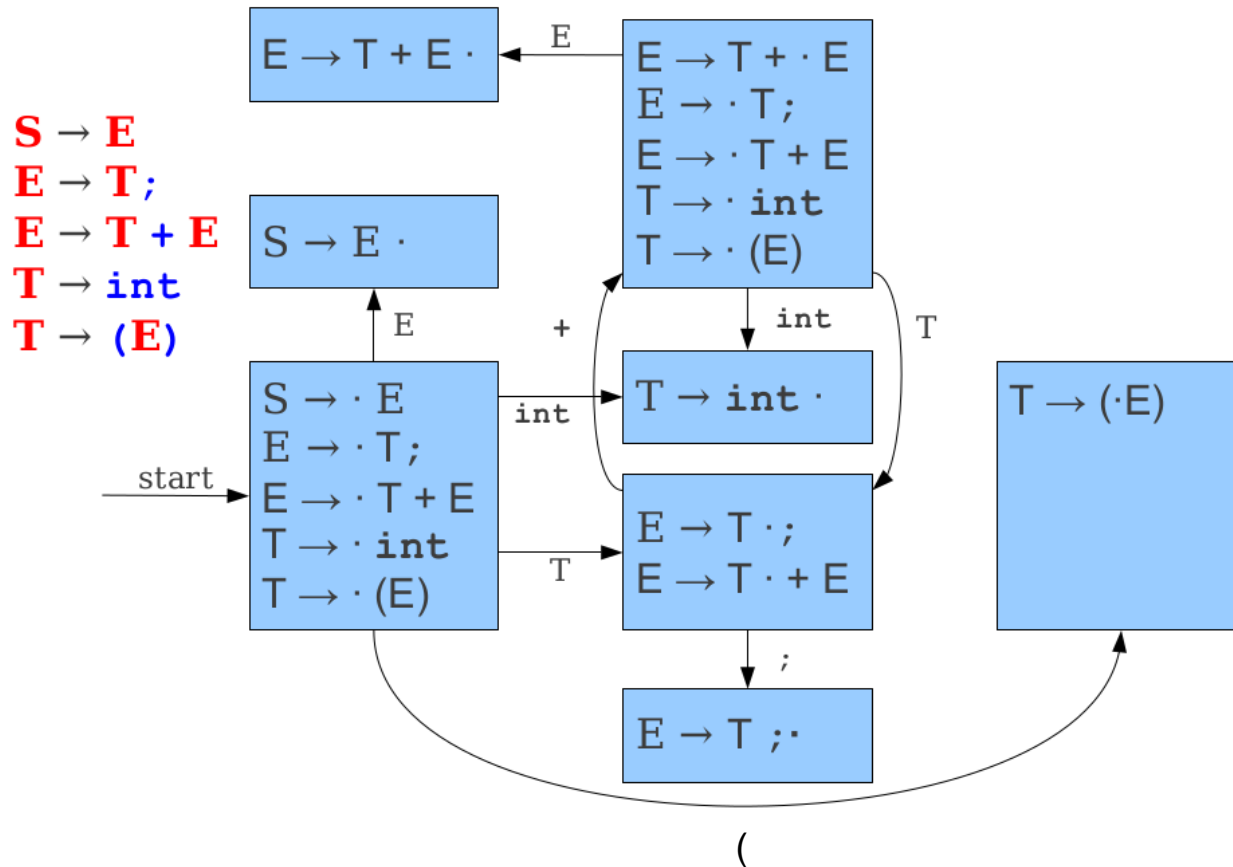 S → E
E → T ;
E → T + E
T → int
T → (E)
E → T + E ·
E
E → T + · E
E → · T ;
E → · T + E
T → · int
T → · (E)
S → E ·
E
+
int
T
start
S → · E
E → · T ;
E → · T + E
T → · int
T → · (E)
int
T → int ·
T
E → T · ;
E → T · + E
;
E → T ; ·
T → (·E)
(